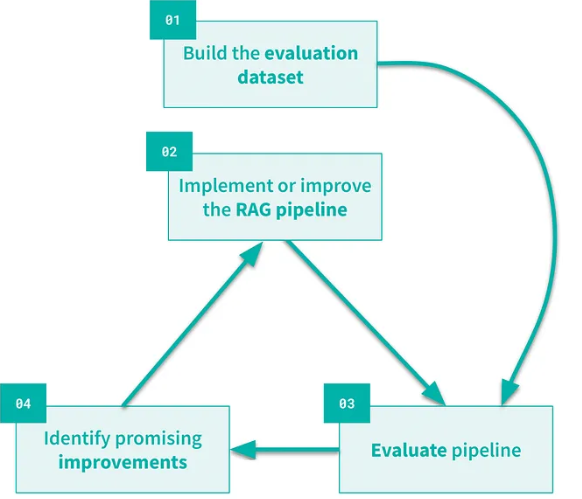 01
Build the evaluation
dataset
02
Implement or improve
the RAG pipeline
03
Evaluate pipeline
04
Identify promising
improvements